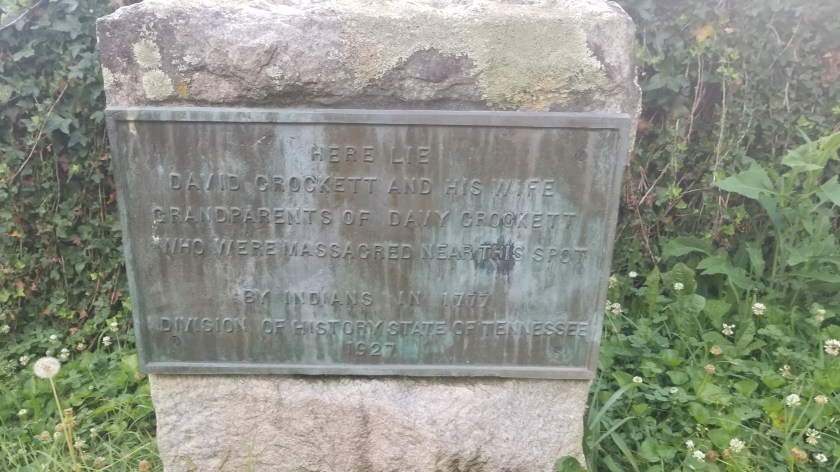 HERE LIE
DAVID CROCKETT AND HIS WIFE
GRANDPARENTS OF DAVY CROCKETT
WHO WERE MASSACRED NEAR THIS SPOT
BY INDIANS IN 1777
DIVISION OF HISTORY STATE OF TENNESSEE
1927